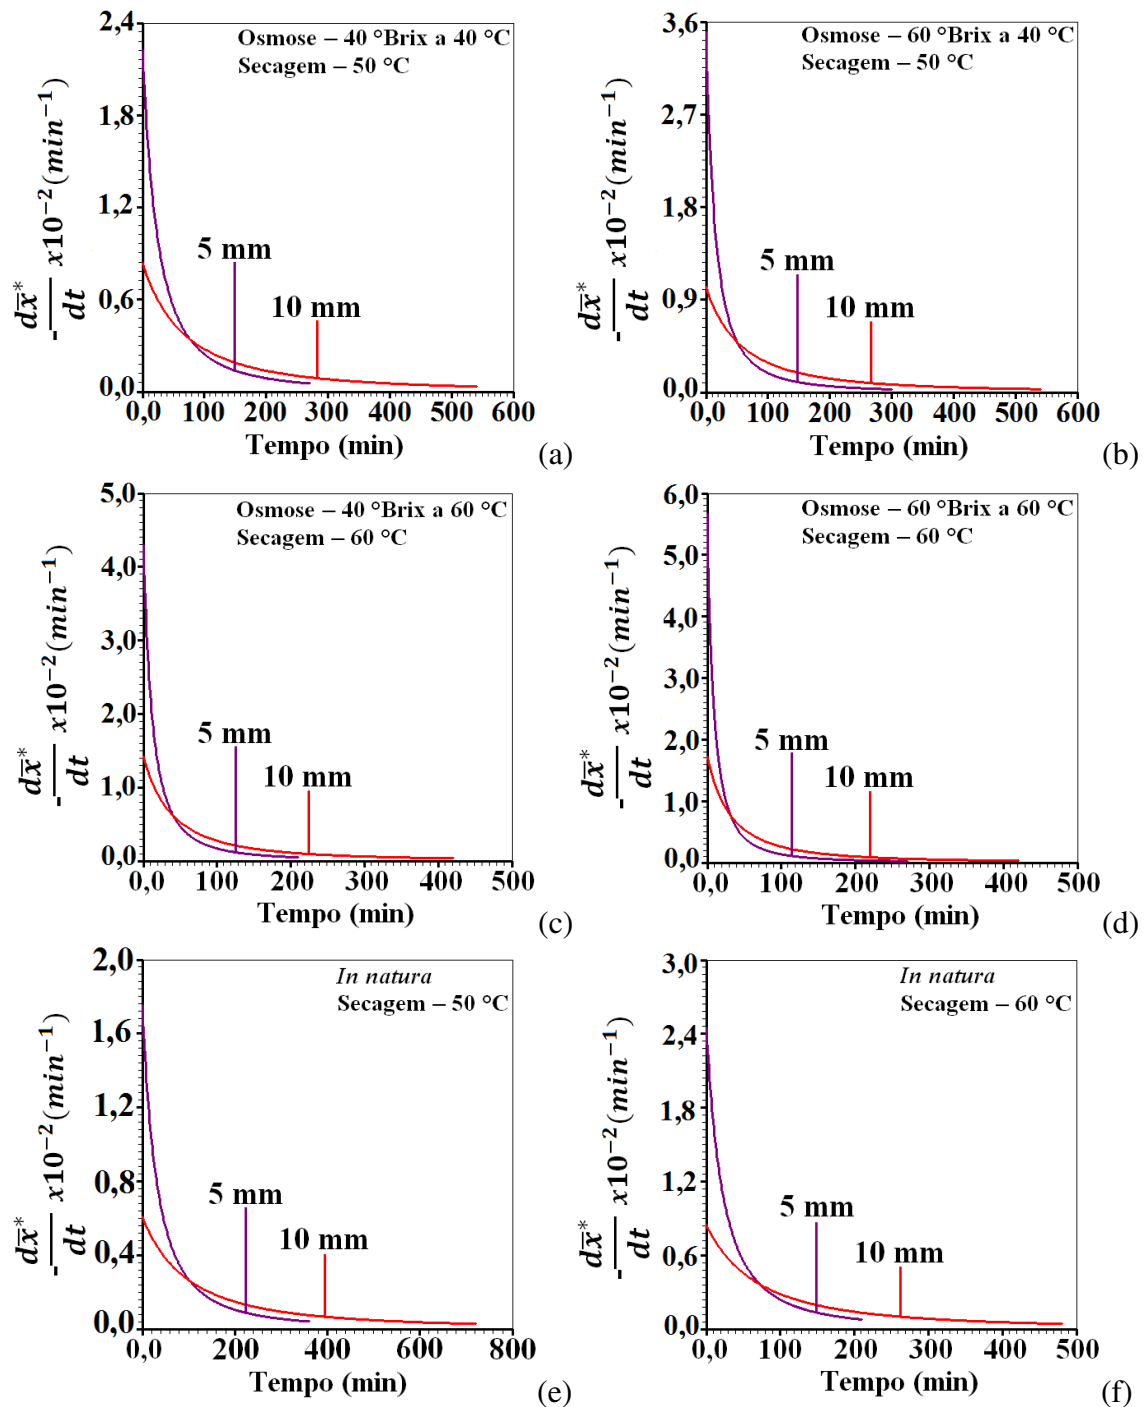 2,4
1,8
1,2
0,6
0,0
-dx̅*/dt x10⁻²(min⁻¹)
Osmose – 40 °Brix a 40 °C
Secagem – 50 °C
5 mm
10 mm
0,0 100 200 300 400 500 600
Tempo (min)
(a)
3,6
2,7
1,8
0,9
0,0
-dx̅*/dt x10⁻²(min⁻¹)
Osmose – 60 °Brix a 40 °C
Secagem – 50 °C
5 mm
10 mm
0,0 100 200 300 400 500 600
Tempo (min)
(b)
5,0
4,0
3,0
2,0
1,0
0,0
-dx̅*/dt x10⁻²(min⁻¹)
Osmose – 40 °Brix a 60 °C
Secagem – 60 °C
5 mm
10 mm
0,0 100 200 300 400 500
Tempo (min)
(c)
6,0
5,0
4,0
3,0
2,0
1,0
0,0
-dx̅*/dt x10⁻²(min⁻¹)
Osmose – 60 °Brix a 60 °C
Secagem – 60 °C
5 mm
10 mm
0,0 100 200 300 400 500
Tempo (min)
(d)
2,0
1,6
1,2
0,8
0,4
0,0
-dx̅*/dt x10⁻²(min⁻¹)
In natura
Secagem – 50 °C
5 mm
10 mm
0,0 200 400 600 800
Tempo (min)
(e)
3,0
2,4
1,8
1,2
0,6
0,0
-dx̅*/dt x10⁻²(min⁻¹)
In natura
Secagem – 60 °C
5 mm
10 mm
0,0 100 200 300 400 500
Tempo (min)
(f)